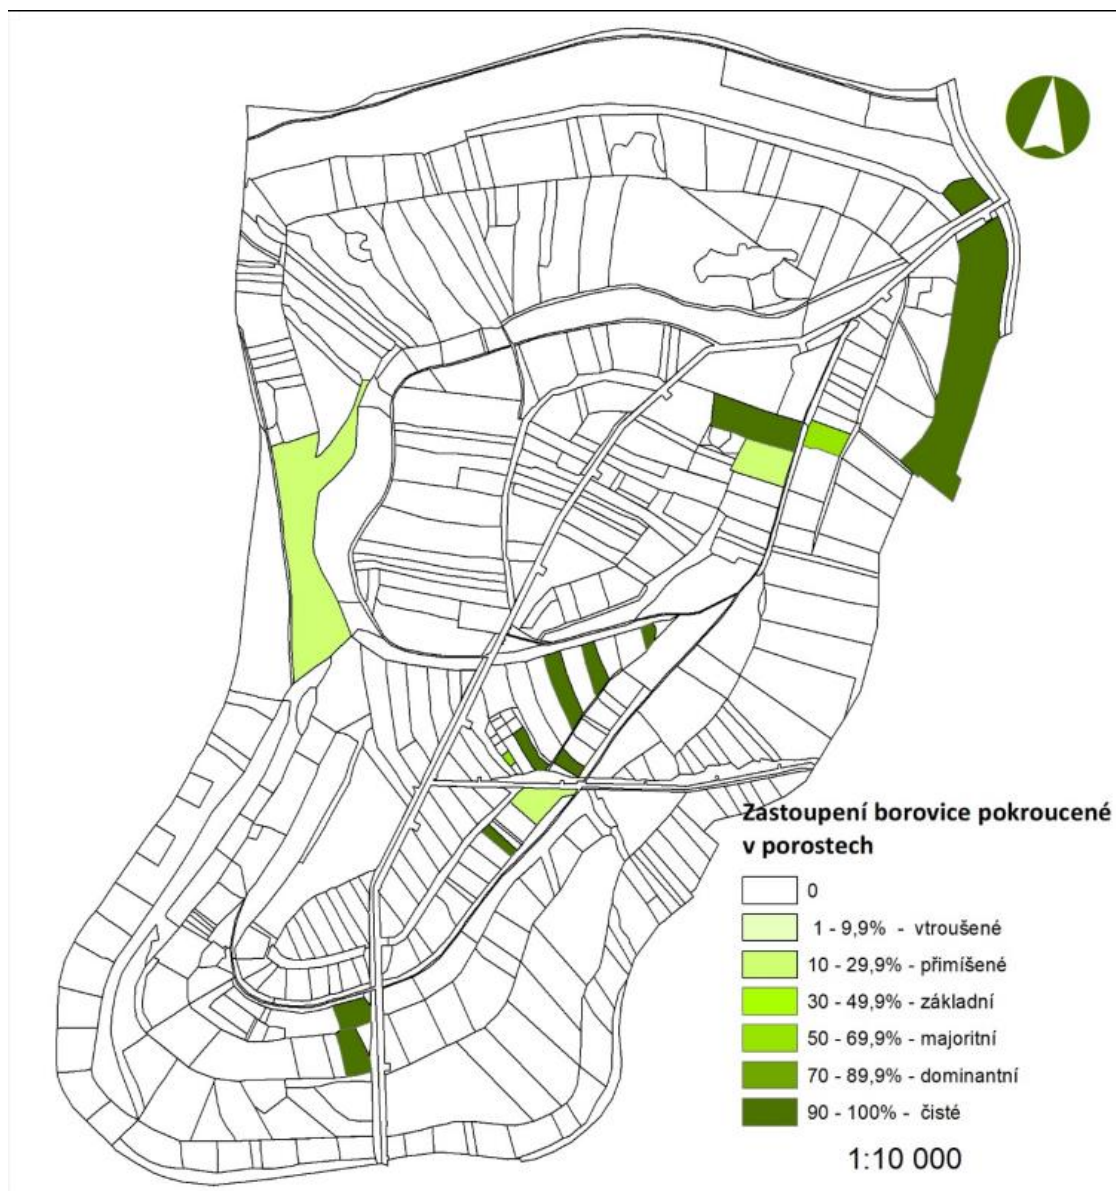 Zastoupení borovice pokroucené
v porostech
0
1 - 9,9% - vtroušené
10 - 29,9% - přimíšené
30 - 49,9% - základní
50 - 69,9% - majoritní
70 - 89,9% - dominantní
90 - 100% - čisté
1:10 000